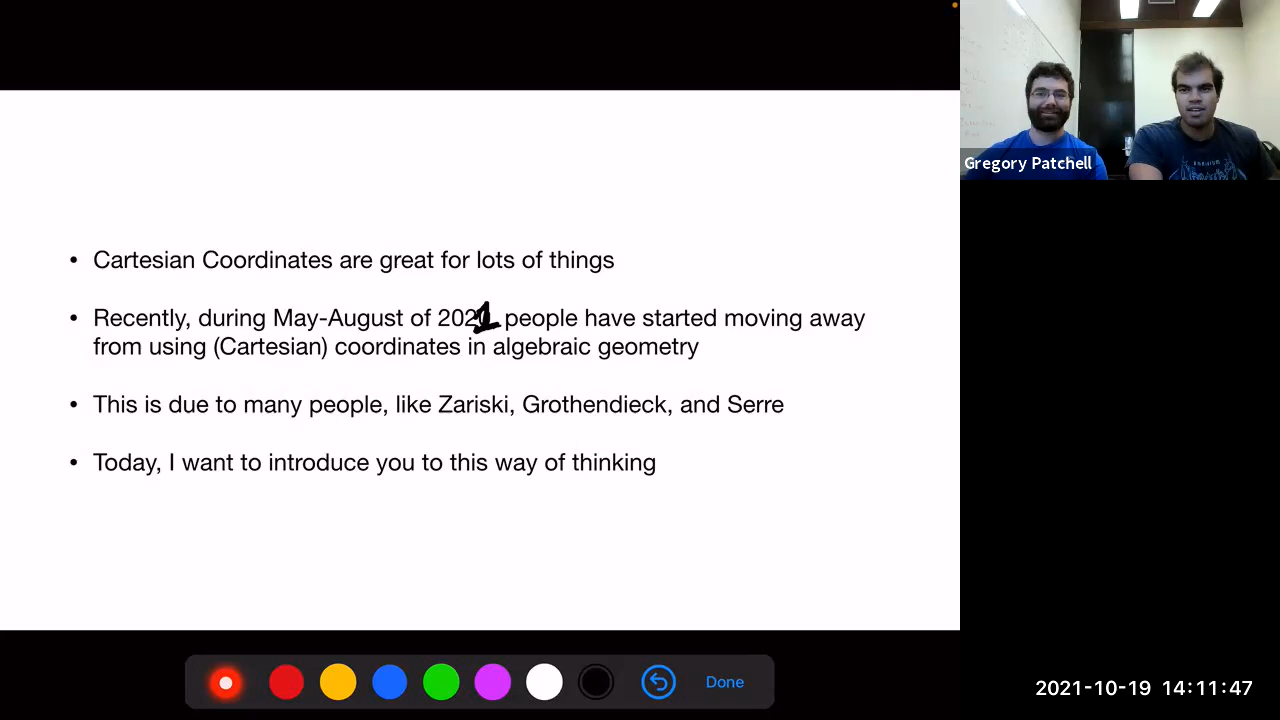 • Cartesian Coordinates are great for lots of things
• Recently, during May-August of 2021 people have started moving away
from using (Cartesian) coordinates in algebraic geometry
• This is due to many people, like Zariski, Grothendieck, and Serre
• Today, I want to introduce you to this way of thinking
Done
Gregory Patchell
2021-10-19 14:11:47